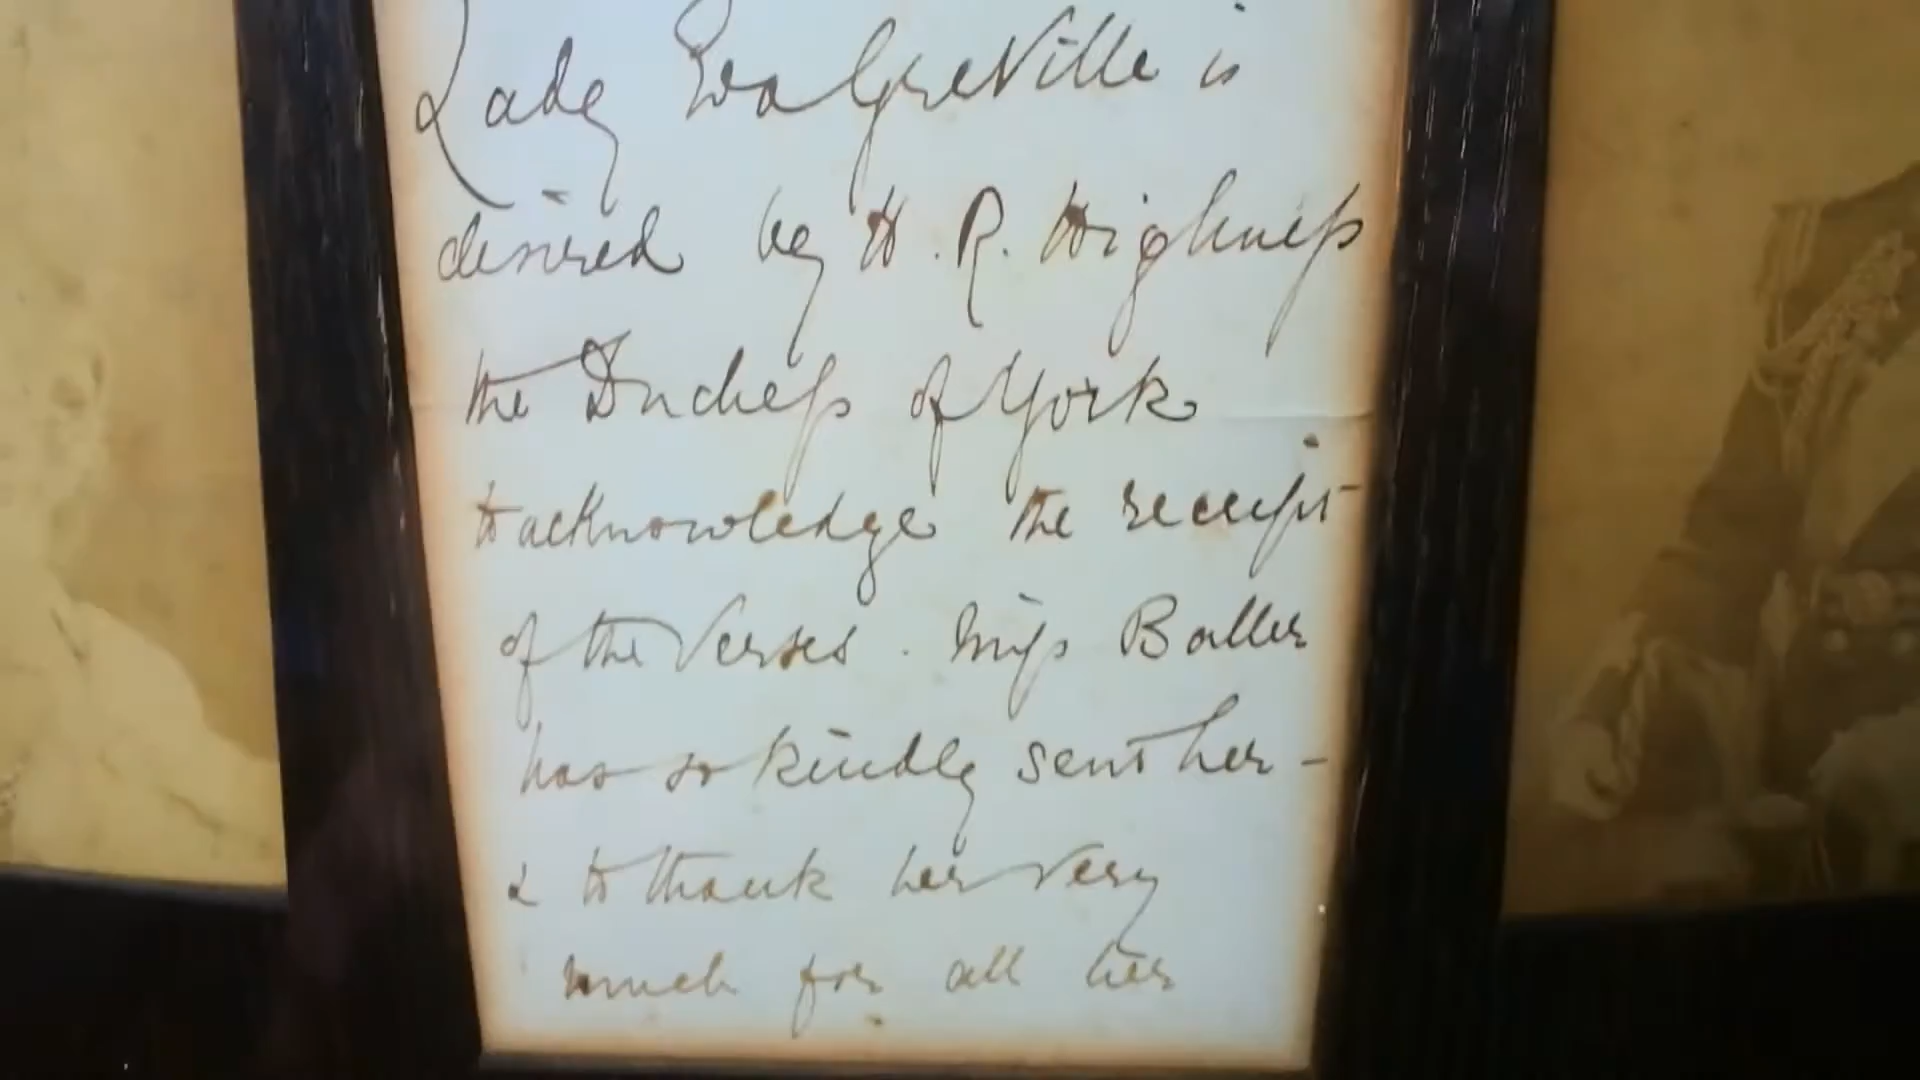 Lady Eva Greville is
desired by H. R. Highness
the Duchess of York
to acknowledge the receipt
of the Verses. Miss Baller
has so kindly sent her -
& to thank her very
much for all her